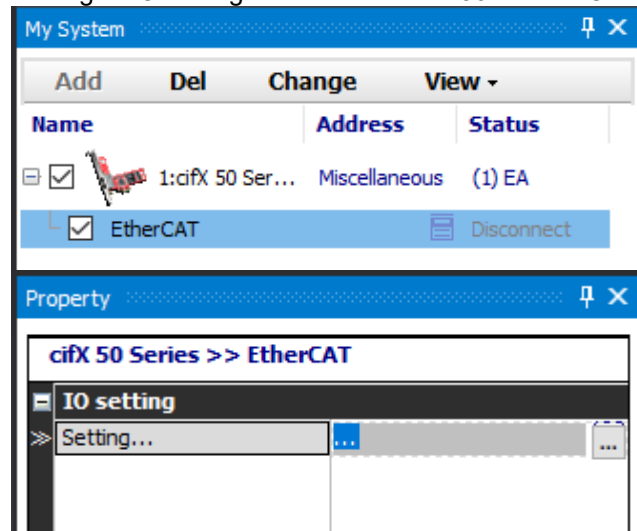 My System
Add Del Change View
Name Address Status
1:cifX 50 Ser... Miscellaneous (1) EA
EtherCAT Disconnect
Property
cifX 50 Series >> EtherCAT
IO setting
Setting... ... ...